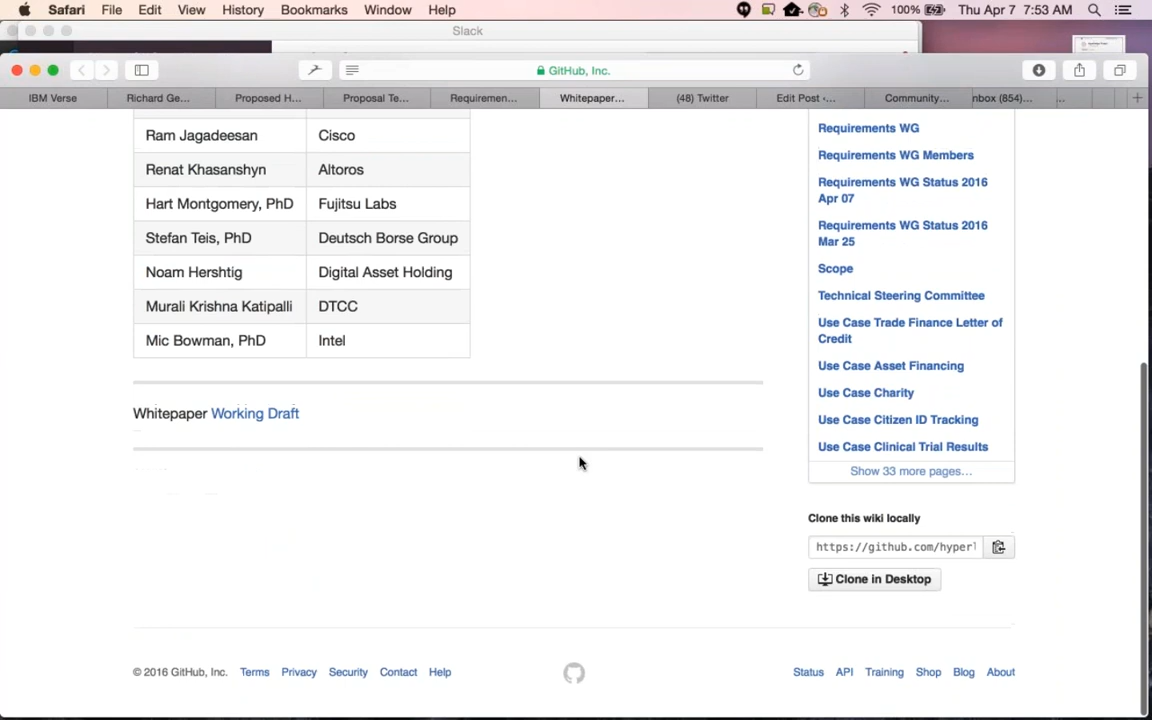 Safari File Edit View History Bookmarks Window Help 100% Thu Apr 7 7:53 AM
Slack
GitHub, Inc.
IBM Verse Richard Ge... Proposed H... Proposal Te... Requiremen... Whitepaper... (48) Twitter Edit Post ‹... Community... nbox (854)... ...
Ram Jagadeesan Cisco
Renat Khasanshyn Altoros
Hart Montgomery, PhD Fujitsu Labs
Stefan Teis, PhD Deutsch Borse Group
Noam Hershtig Digital Asset Holding
Murali Krishna Katipalli DTCC
Mic Bowman, PhD Intel
Whitepaper Working Draft
Requirements WG
Requirements WG Members
Requirements WG Status 2016
Apr 07
Requirements WG Status 2016
Mar 25
Scope
Technical Steering Committee
Use Case Trade Finance Letter of
Credit
Use Case Asset Financing
Use Case Charity
Use Case Citizen ID Tracking
Use Case Clinical Trial Results
Show 33 more pages...
Clone this wiki locally
https://github.com/hyperl
Clone in Desktop
© 2016 GitHub, Inc. Terms Privacy Security Contact Help Status API Training Shop Blog About